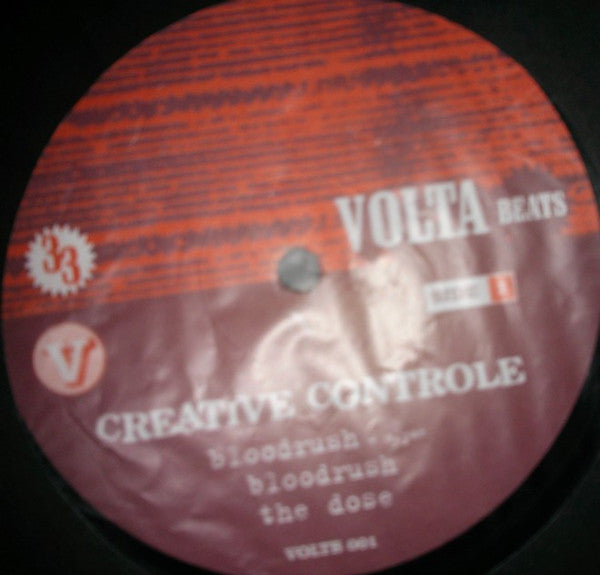 VOLTA BEATS
33
V
CREATIVE CONTROLE
bloodrush
bloodrush
the dose
VOLTB 001